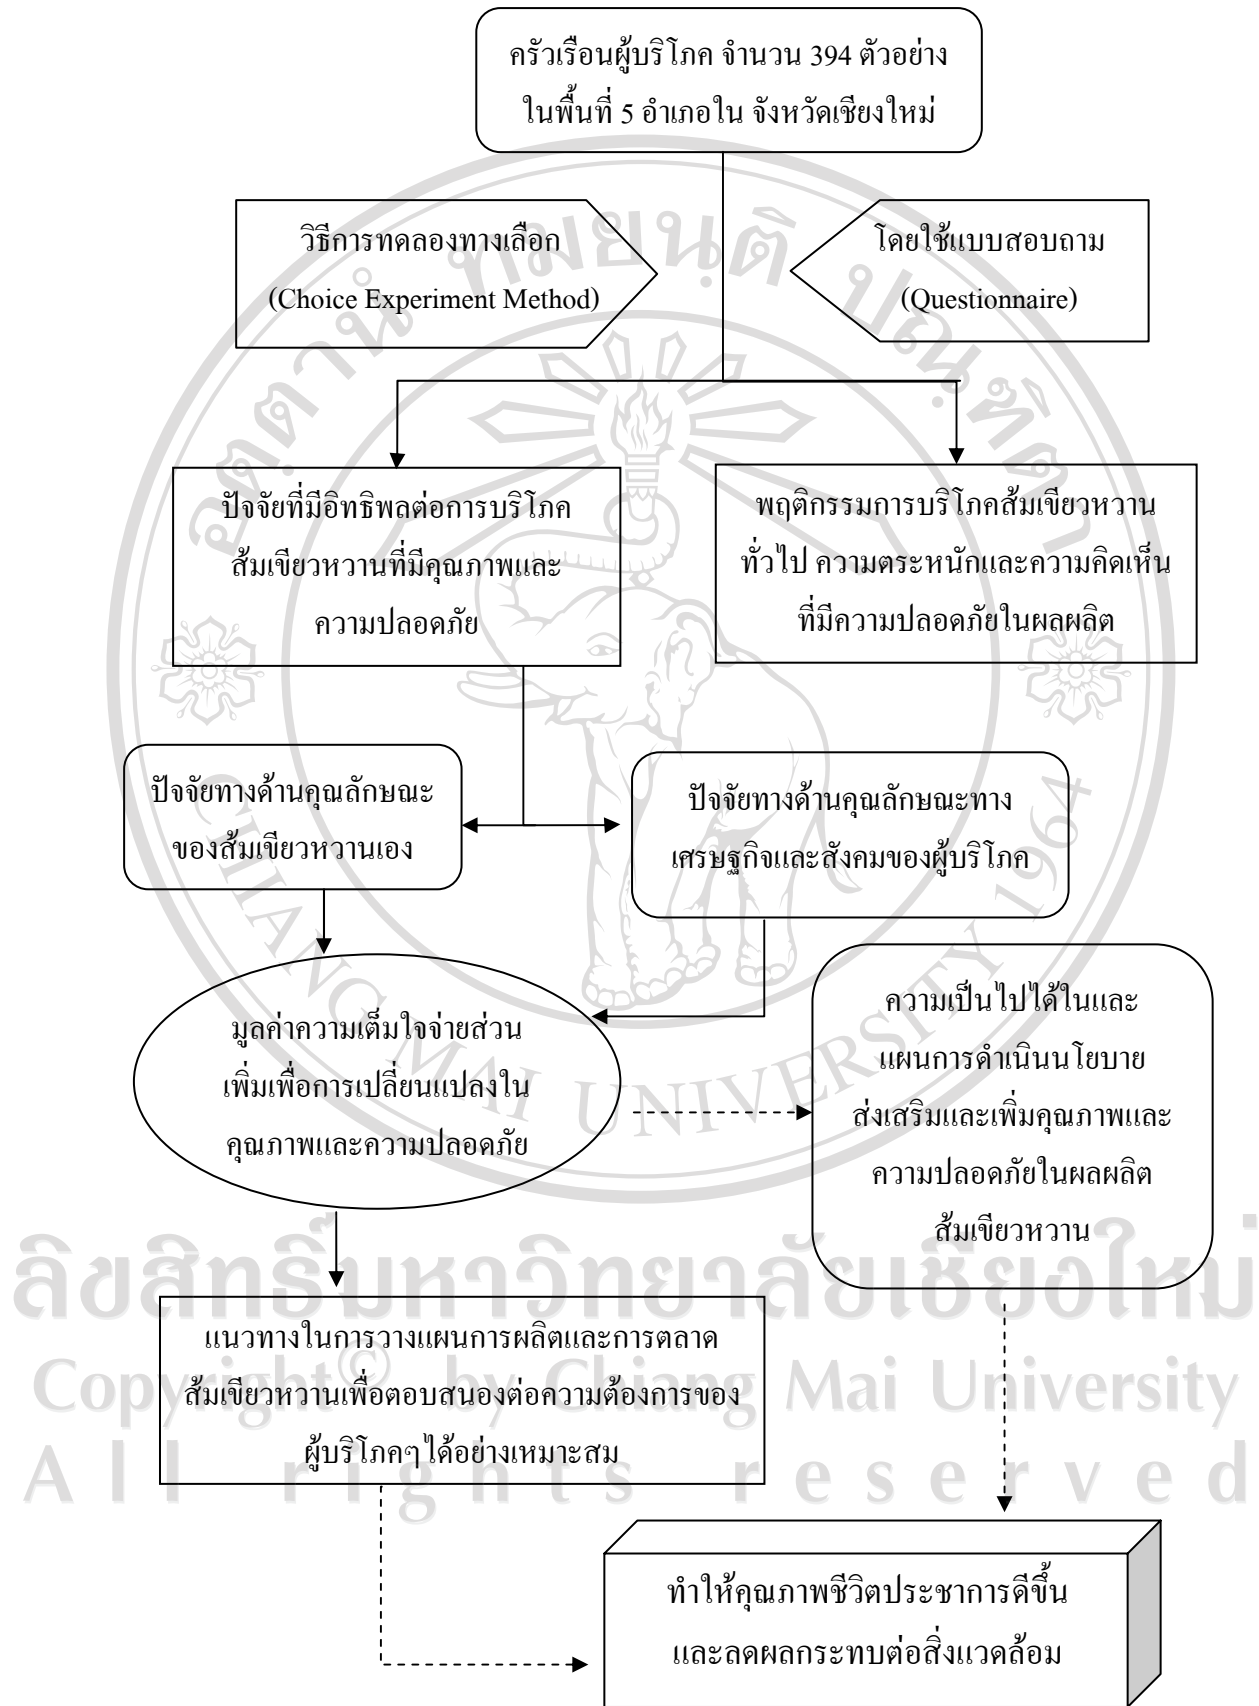 ครัวเรือนผู้บริโภค จำนวน 394 ตัวอย่าง
ในพื้นที่ 5 อำเภอใน จังหวัดเชียงใหม่
วิธีการทดลองทางเลือก
(Choice Experiment Method)
โดยใช้แบบสอบถาม
(Questionnaire)
ปัจจัยที่มีอิทธิพลต่อการบริโภค
ส้มเขียวหวานที่มีคุณภาพและ
ความปลอดภัย
พฤติกรรมการบริโภคส้มเขียวหวาน
ทั่วไป ความตระหนักและความคิดเห็น
ที่มีความปลอดภัยในผลผลิต
ปัจจัยทางด้านคุณลักษณะ
ของส้มเขียวหวานเอง
ปัจจัยทางด้านคุณลักษณะทาง
เศรษฐกิจและสังคมของผู้บริโภค
มูลค่าความเต็มใจจ่ายส่วน
เพิ่มเพื่อการเปลี่ยนแปลงใน
คุณภาพและความปลอดภัย
ความเป็นไปได้ในและ
แผนการดำเนินนโยบาย
ส่งเสริมและเพิ่มคุณภาพและ
ความปลอดภัยในผลผลิต
ส้มเขียวหวาน
แนวทางในการวางแผนการผลิตและการตลาด
ส้มเขียวหวานเพื่อตอบสนองต่อความต้องการของ
ผู้บริโภคๆได้อย่างเหมาะสม
ทำให้คุณภาพชีวิตประชาการดีขึ้น
และลดผลกระทบต่อสิ่งแวดล้อม
อตฺตานํ ทมยนฺติ ปณฺฑิตา
CHIANG MAI UNIVERSITY 1964
ลิขสิทธิ์มหาวิทยาลัยเชียงใหม่
Copyright© by Chiang Mai University
All rights reserved